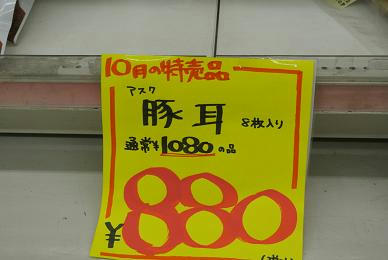 10月の特売品
アスク
豚耳 8枚入り
通常¥1080の品
¥880